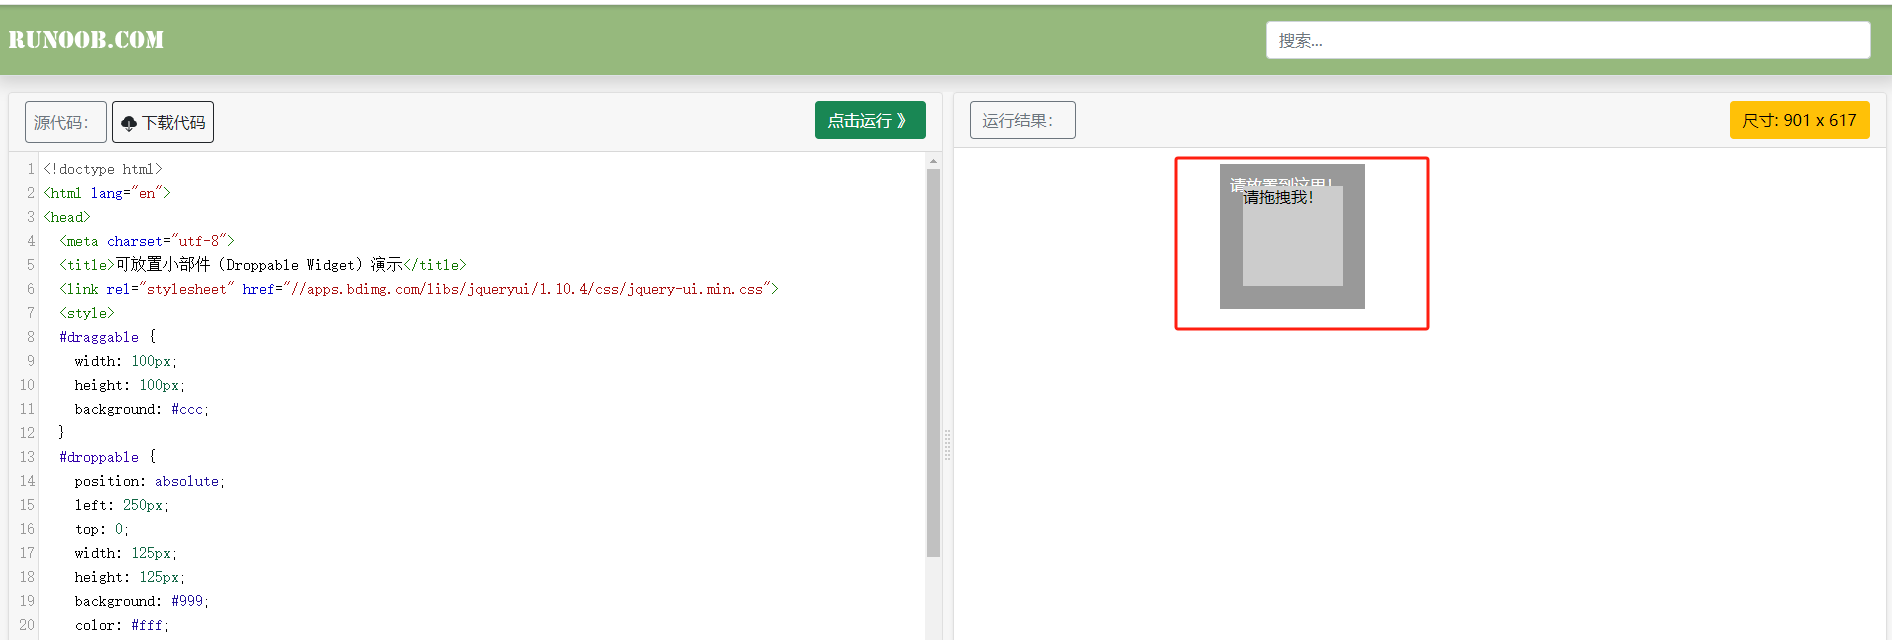 RUNOOB.COM
搜索...
源代码：
下载代码
点击运行 》
运行结果：
尺寸: 901 x 617
1 <!doctype html>
2 <html lang="en">
3 <head>
4 <meta charset="utf-8">
5 <title>可放置小部件（Droppable Widget）演示</title>
6 <link rel="stylesheet" href="//apps.bdimg.com/libs/jqueryui/1.10.4/css/jquery-ui.min.css">
7 <style>
8 #draggable {
9 width: 100px;
10 height: 100px;
11 background: #ccc;
12 }
13 #droppable {
14 position: absolute;
15 left: 250px;
16 top: 0;
17 width: 125px;
18 height: 125px;
19 background: #999;
20 color: #fff;
请放置到这里！
请拖拽我！